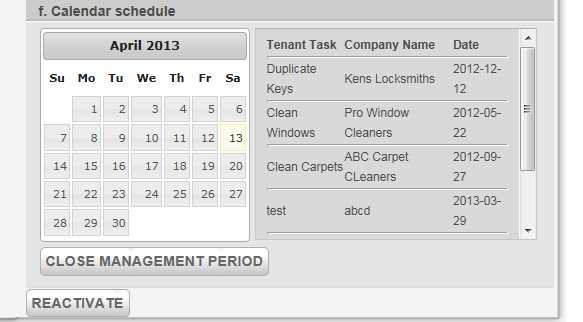 f. Calendar schedule
April 2013
Su Mo Tu We Th Fr Sa
1 2 3 4 5 6
7 8 9 10 11 12 13
14 15 16 17 18 19 20
21 22 23 24 25 26 27
28 29 30
Tenant Task Company Name Date
Duplicate
Keys
Kens Locksmiths
2012-12-
12
Clean
Windows
Pro Window
Cleaners
2012-05-
22
Clean Carpets
ABC Carpet
CLeaners
2012-09-
27
test
abcd
2013-03-
29
CLOSE MANAGEMENT PERIOD
REACTIVATE